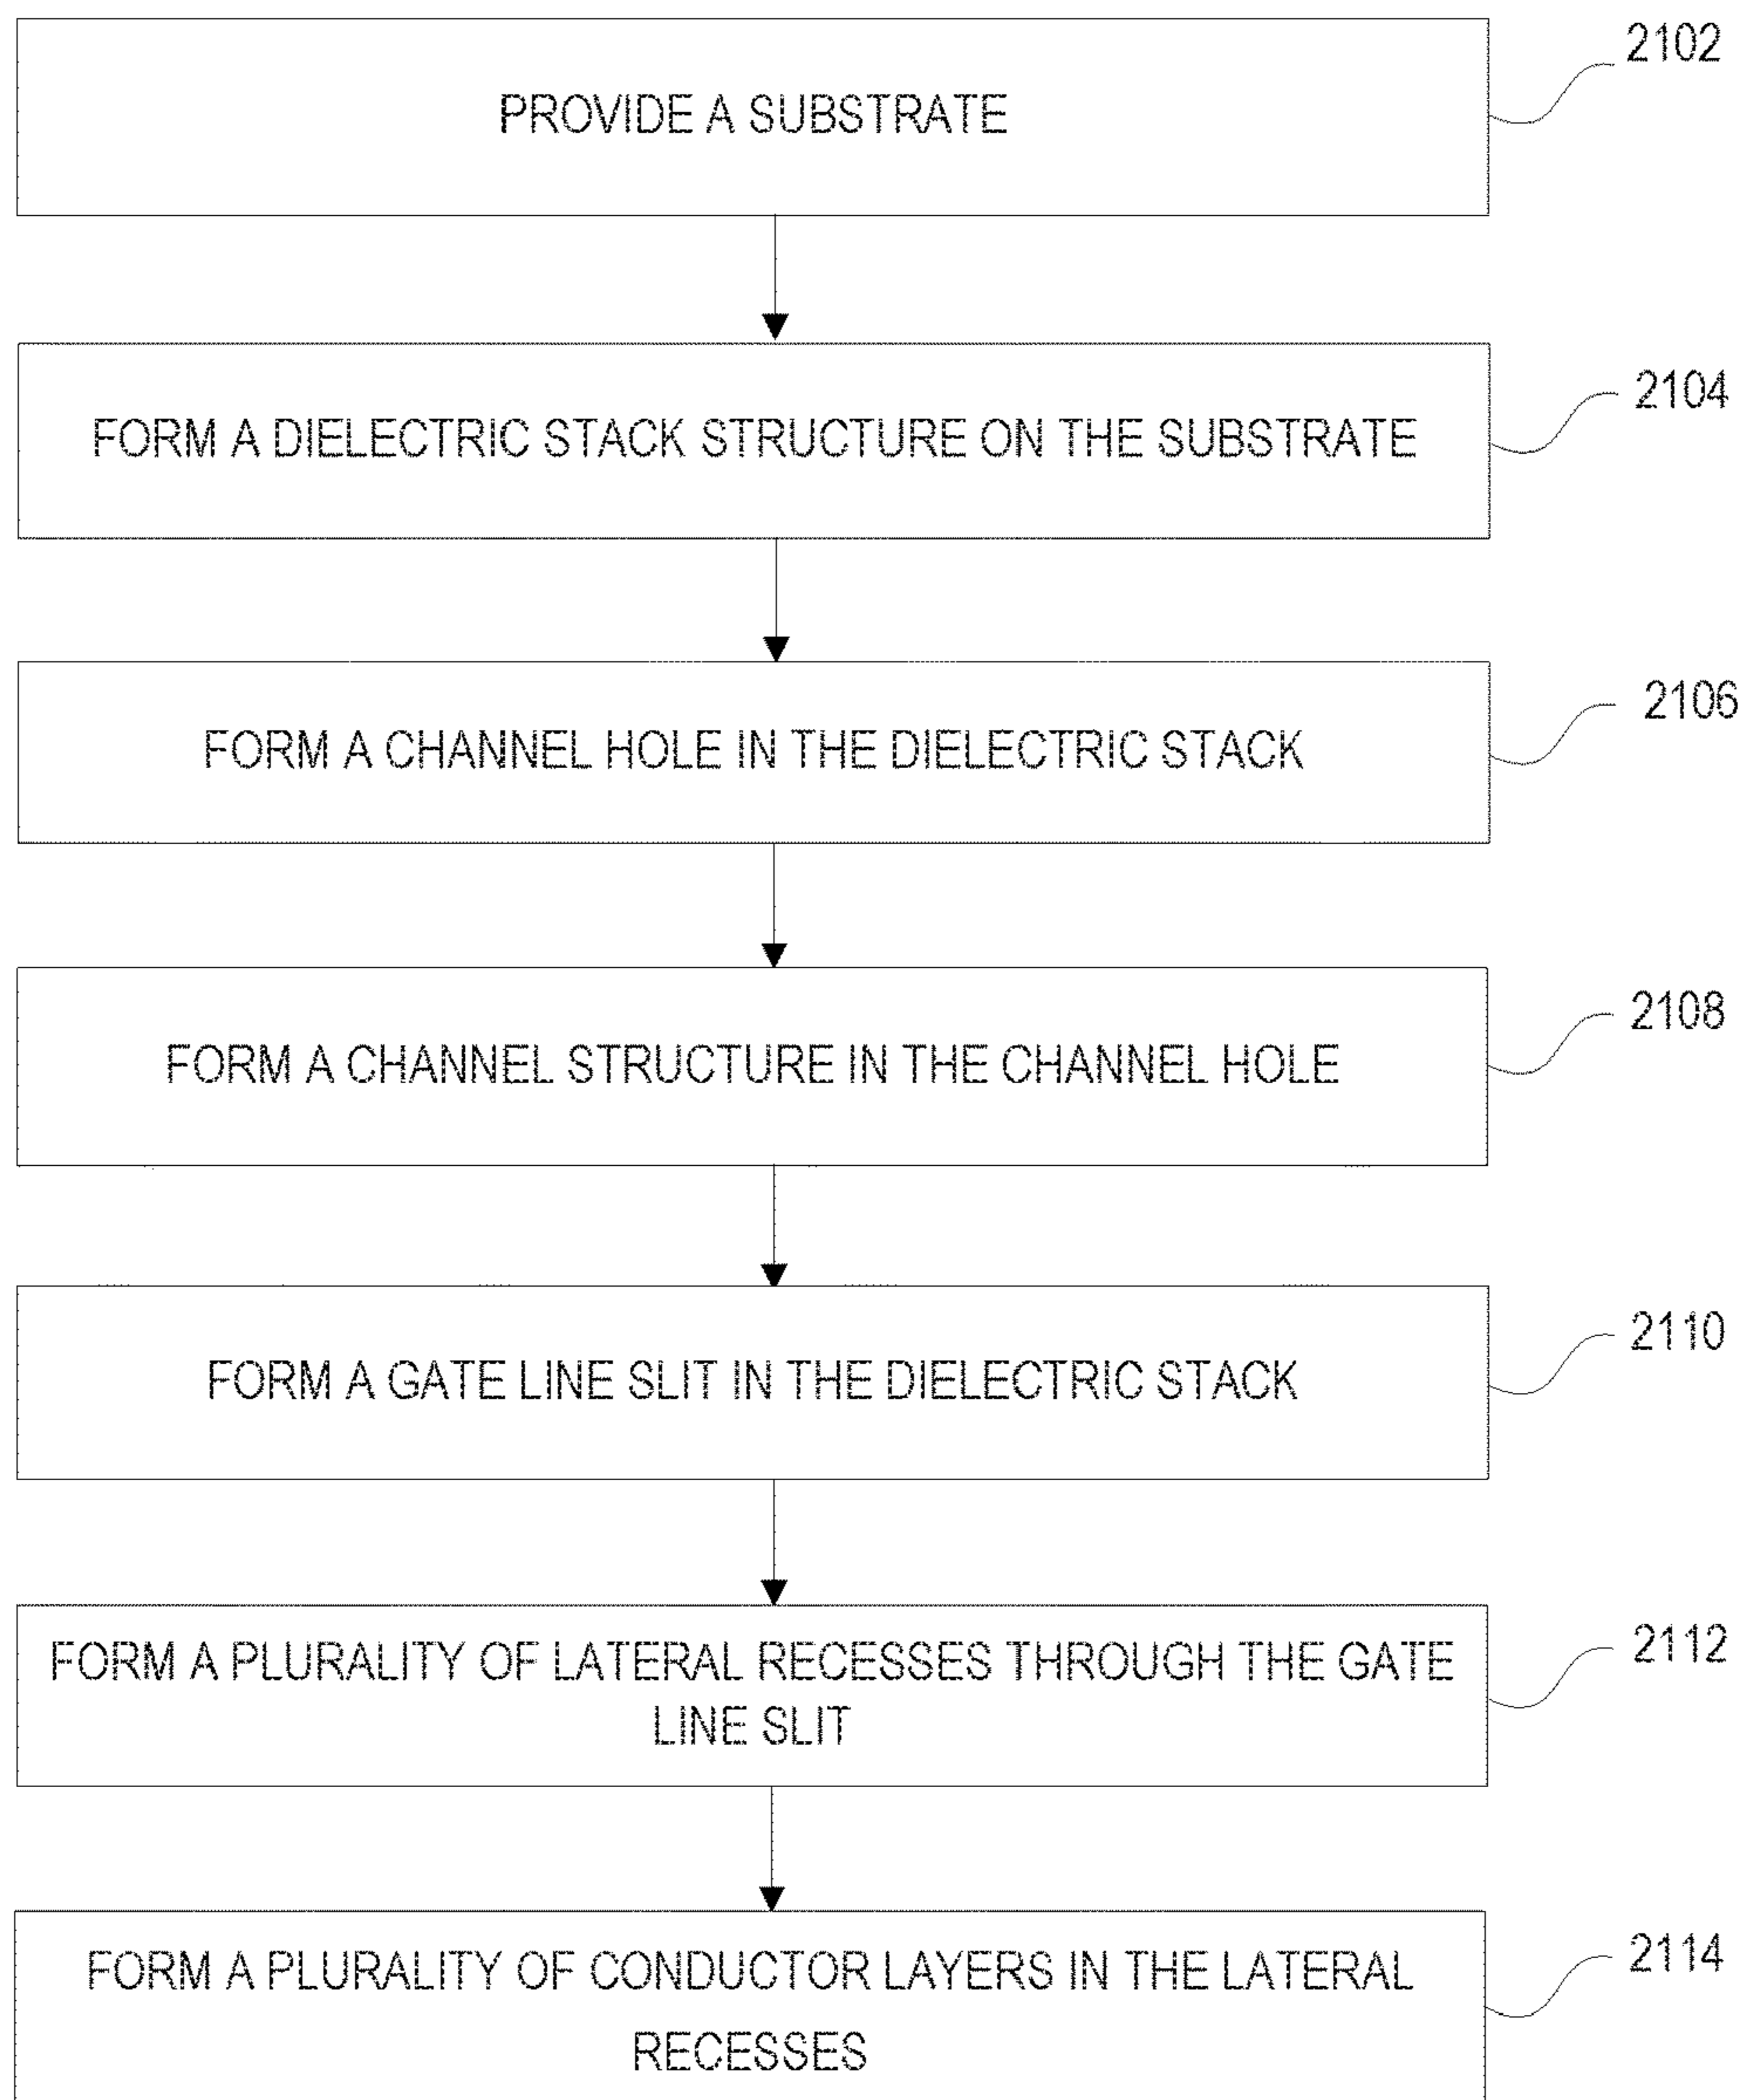 PROVIDE A SUBSTRATE
2102
FORM A DIELECTRIC STACK STRUCTURE ON THE SUBSTRATE
2104
FORM A CHANNEL HOLE IN THE DIELECTRIC STACK
2106
FORM A CHANNEL STRUCTURE IN THE CHANNEL HOLE
2108
FORM A GATE LINE SLIT IN THE DIELECTRIC STACK
2110
FORM A PLURALITY OF LATERAL RECESSES THROUGH THE GATE
LINE SLIT
2112
FORM A PLURALITY OF CONDUCTOR LAYERS IN THE LATERAL
RECESSES
2114